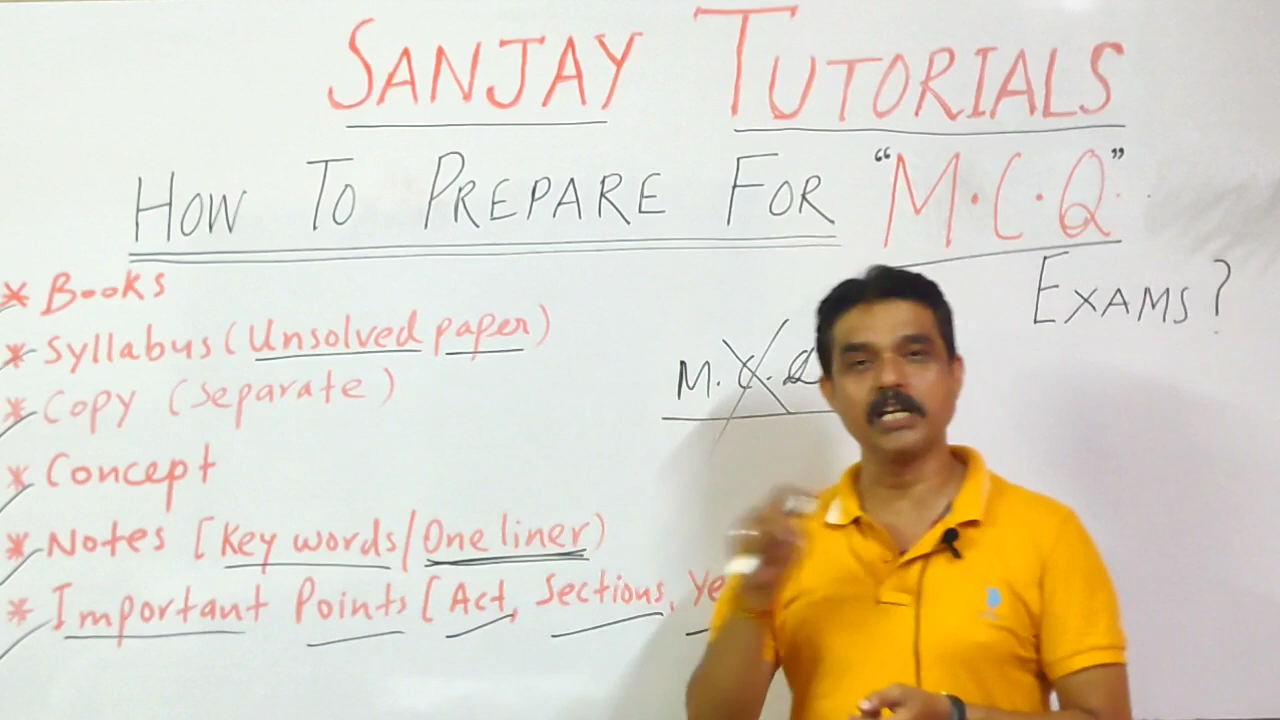 SANJAY TUTORIALS
HOW TO PREPARE FOR "M.C.Q."
EXAMS?
* Books
* Syllabus (Unsolved paper)
M.C.Q
* Copy (Separate)
* Concept
* Notes [Key words/One liner)
* Important Points [Act, Sections,